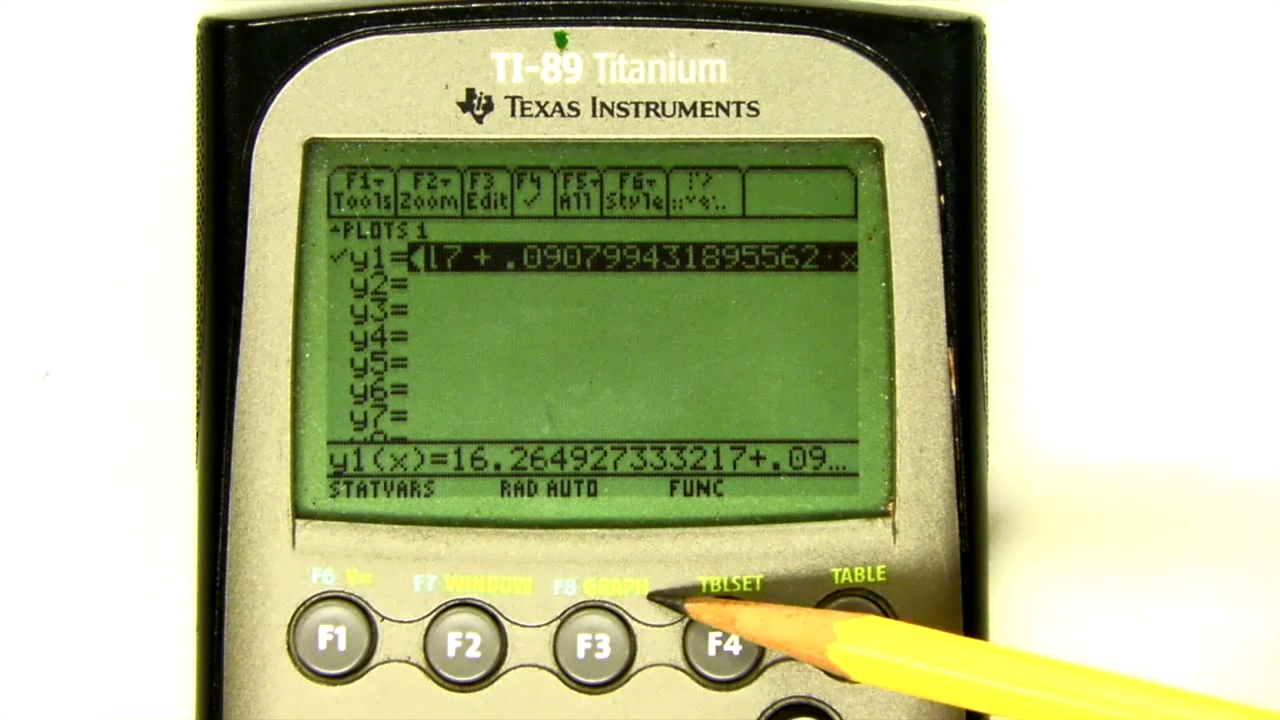 TI-89 Titanium
TEXAS INSTRUMENTS
F1 F2 F3 F4 F5 F6
Tools Zoom Edit ✓ All Style
PLOTS 1
✓y1=17 + .090799431895562·x
y2=
y3=
y4=
y5=
y6=
y7=
y1(x)=16.264927333217+.09…
STATVARS RAD AUTO FUNC
F6 Y= F7 WINDOW F8 GRAPH TBLSET TABLE
F1 F2 F3 F4